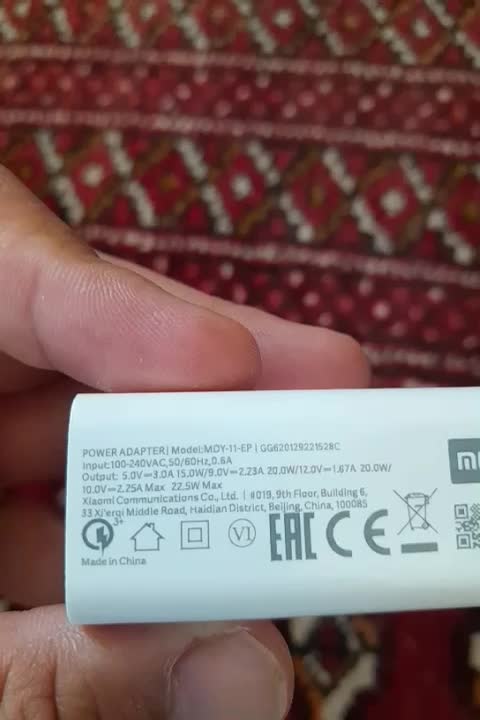 POWER ADAPTER | Model:MDY-11-EP | GG620129221528C
Input:100-240VAC,50/60Hz,0.6A
Output: 5.0V⎓3.0A 15.0W/9.0V⎓2.23A 20.0W/12.0V⎓1.67A 20.0W/
10.0V⎓2.25A Max 22.5W Max
Xiaomi Communications Co., Ltd. | #019, 9th Floor, Building 6,
33 Xi'erqi Middle Road, Haidian District, Beijing, China, 100085
3+
VI
EAC CE
Made in China